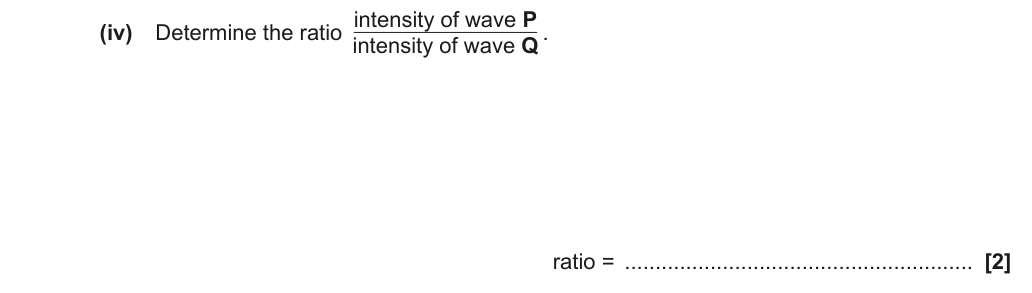 (iv) Determine the ratio intensity of wave P
intensity of wave Q .
ratio = ......................................................... [2]